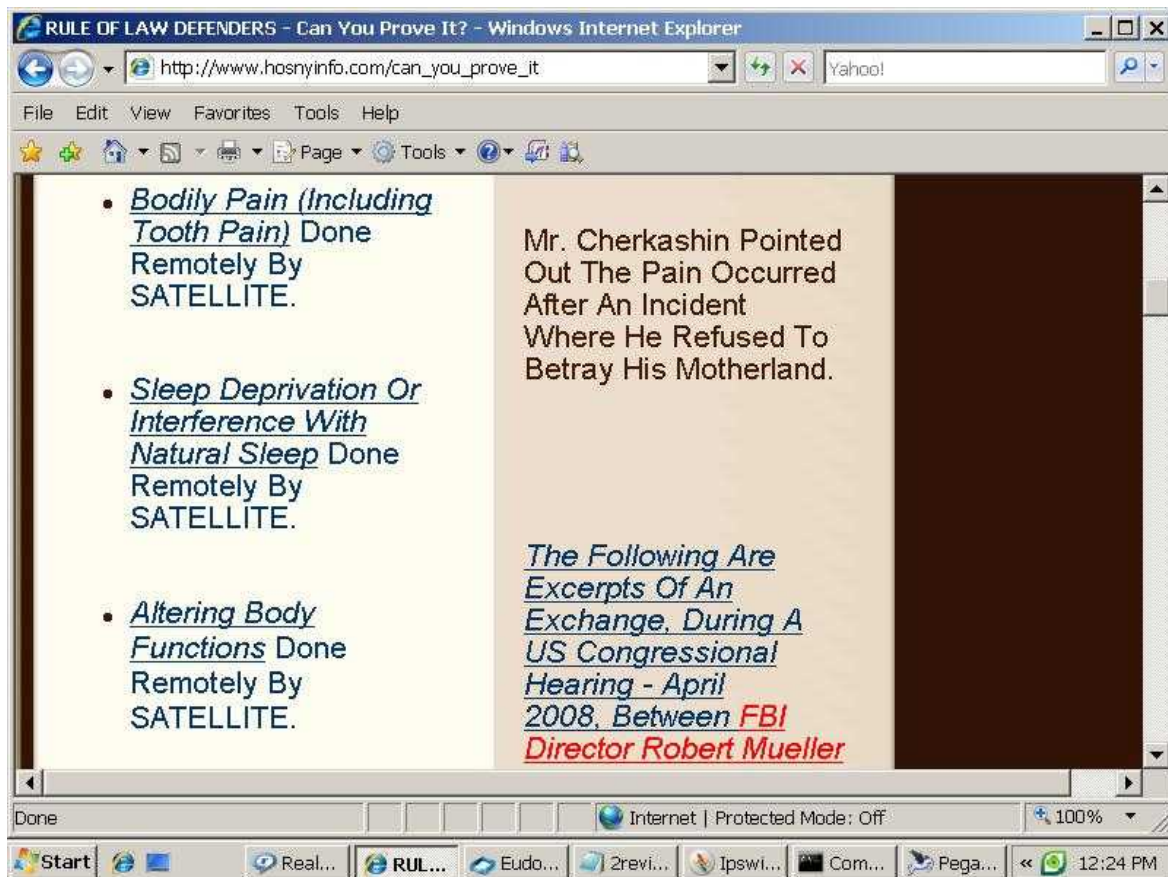 RULE OF LAW DEFENDERS - Can You Prove It? - Windows Internet Explorer
http://www.hosnyinfo.com/can_you_prove_it
Yahoo!
File Edit View Favorites Tools Help
Page Tools
• Bodily Pain (Including
Tooth Pain) Done
Remotely By
SATELLITE.
• Sleep Deprivation Or
Interference With
Natural Sleep Done
Remotely By
SATELLITE.
• Altering Body
Functions Done
Remotely By
SATELLITE.
Mr. Cherkashin Pointed
Out The Pain Occurred
After An Incident
Where He Refused To
Betray His Motherland.
The Following Are
Excerpts Of An
Exchange, During A
US Congressional
Hearing - April
2008, Between FBI
Director Robert Mueller
Done
Internet | Protected Mode: Off
100%
Start Real... RUL... Eudo... 2revi... Ipswi... Com... Pega... « 12:24 PM